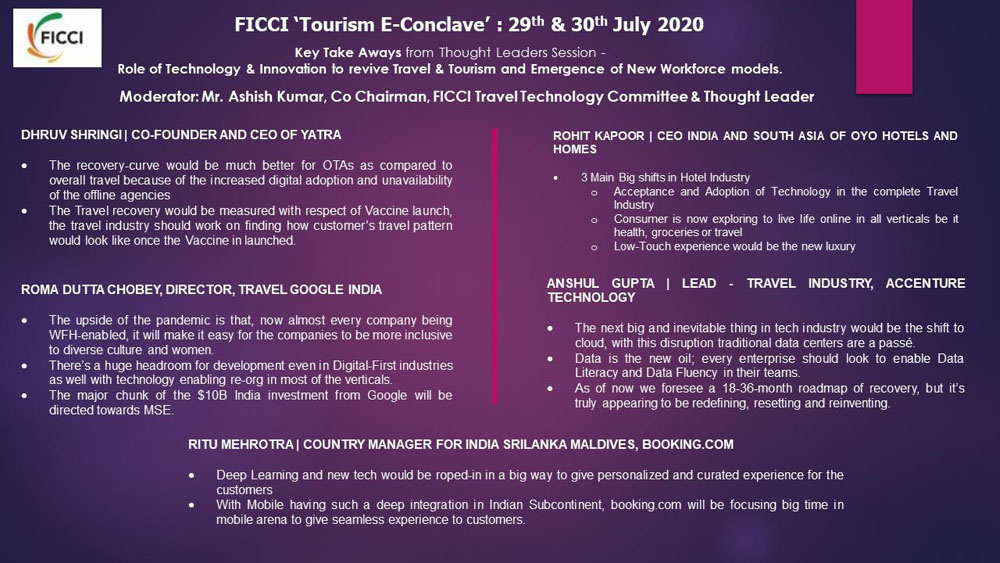 FICCI
FICCI ‘Tourism E-Conclave’ : 29th & 30th July 2020
Key Take Aways from Thought Leaders Session -
Role of Technology & Innovation to revive Travel & Tourism and Emergence of New Workforce models.
Moderator: Mr. Ashish Kumar, Co Chairman, FICCI Travel Technology Committee & Thought Leader
DHRUV SHRINGI | CO-FOUNDER AND CEO OF YATRA
• The recovery-curve would be much better for OTAs as compared to
overall travel because of the increased digital adoption and unavailability
of the offline agencies
• The Travel recovery would be measured with respect of Vaccine launch,
the travel industry should work on finding how customer’s travel pattern
would look like once the Vaccine in launched.
ROMA DUTTA CHOBEY, DIRECTOR, TRAVEL GOOGLE INDIA
• The upside of the pandemic is that, now almost every company being
WFH-enabled, it will make it easy for the companies to be more inclusive
to diverse culture and women.
• There’s a huge headroom for development even in Digital-First industries
as well with technology enabling re-org in most of the verticals.
• The major chunk of the $10B India investment from Google will be
directed towards MSE.
ROHIT KAPOOR | CEO INDIA AND SOUTH ASIA OF OYO HOTELS AND
HOMES
• 3 Main Big shifts in Hotel Industry
o Acceptance and Adoption of Technology in the complete Travel
Industry
o Consumer is now exploring to live life online in all verticals be it
health, groceries or travel
o Low-Touch experience would be the new luxury
ANSHUL GUPTA | LEAD - TRAVEL INDUSTRY, ACCENTURE
TECHNOLOGY
• The next big and inevitable thing in tech industry would be the shift to
cloud, with this disruption traditional data centers are a passé.
• Data is the new oil; every enterprise should look to enable Data
Literacy and Data Fluency in their teams.
• As of now we foresee a 18-36-month roadmap of recovery, but it’s
truly appearing to be redefining, resetting and reinventing.
RITU MEHROTRA | COUNTRY MANAGER FOR INDIA SRILANKA MALDIVES, BOOKING.COM
• Deep Learning and new tech would be roped-in in a big way to give personalized and curated experience for the
customers
• With Mobile having such a deep integration in Indian Subcontinent, booking.com will be focusing big time in
mobile arena to give seamless experience to customers.